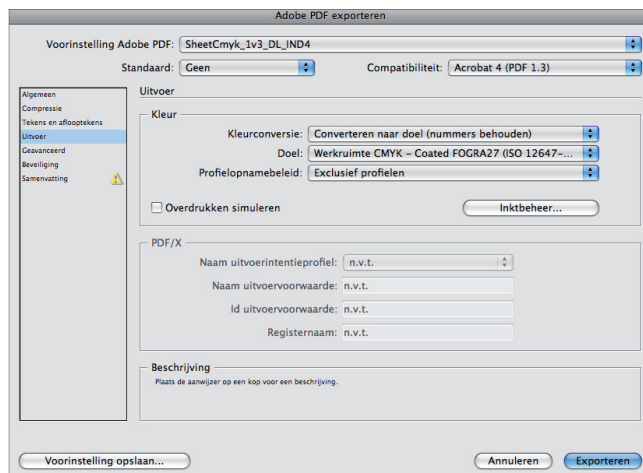 Adobe PDF exporteren
Voorinstelling Adobe PDF: SheetCmyk_1v3_DL_IND4
Standaard: Geen Compatibiliteit: Acrobat 4 (PDF 1.3)
Algemeen
Compressie
Tekens en aflooptekens
Uitvoer
Geavanceerd
Beveiliging
Samenvatting
Uitvoer
Kleur
Kleurconversie: Converteren naar doel (nummers behouden)
Doel: Werkruimte CMYK – Coated FOGRA27 (ISO 12647-...
Profielopnamebeleid: Exclusief profielen
Overdrukken simuleren Inktbeheer...
PDF/X
Naam uitvoerintentieprofiel: n.v.t.
Naam uitvoervoorwaarde: n.v.t.
Id uitvoervoorwaarde: n.v.t.
Registernaam: n.v.t.
Beschrijving
Plaats de aanwijzer op een kop voor een beschrijving.
Voorinstelling opslaan... Annuleren Exporteren